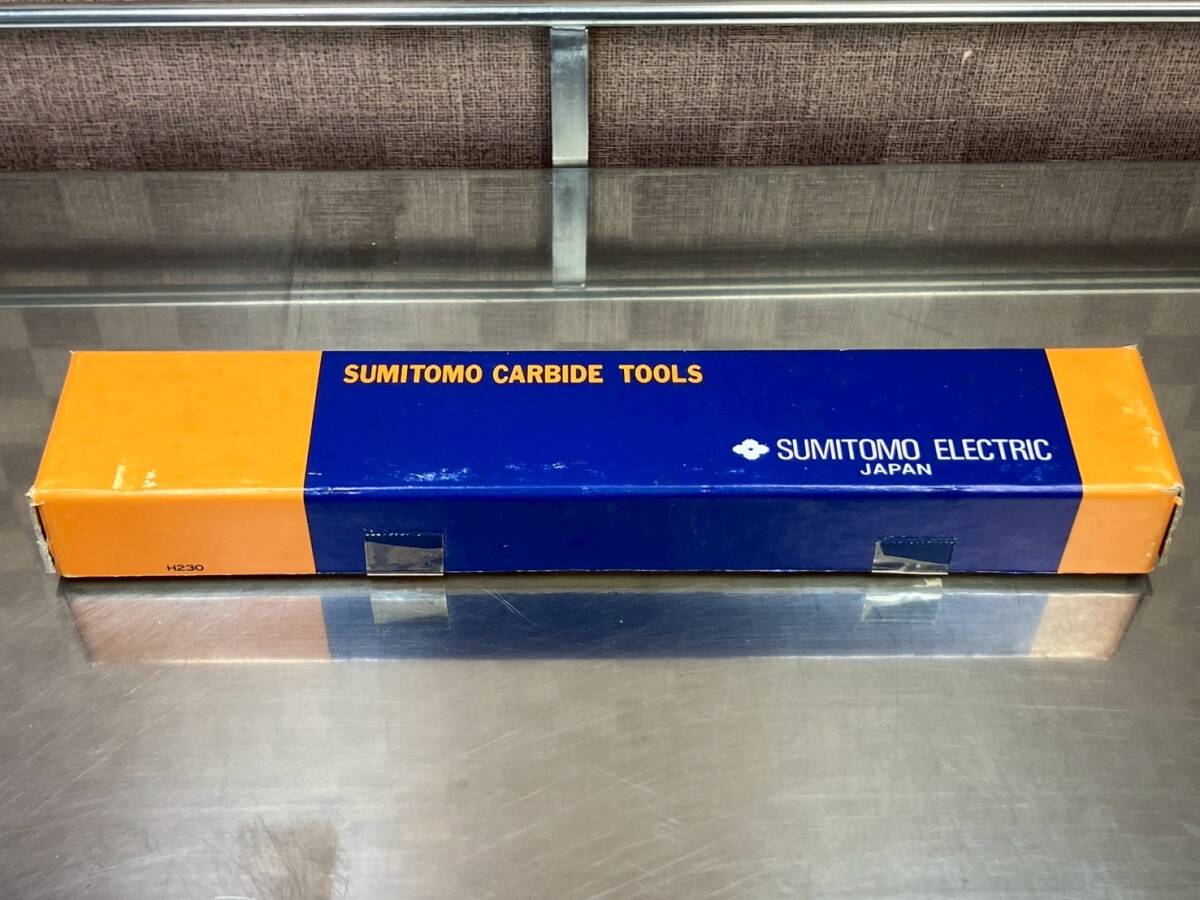 SUMITOMO CARBIDE TOOLS
SUMITOMO ELECTRIC
JAPAN
H230